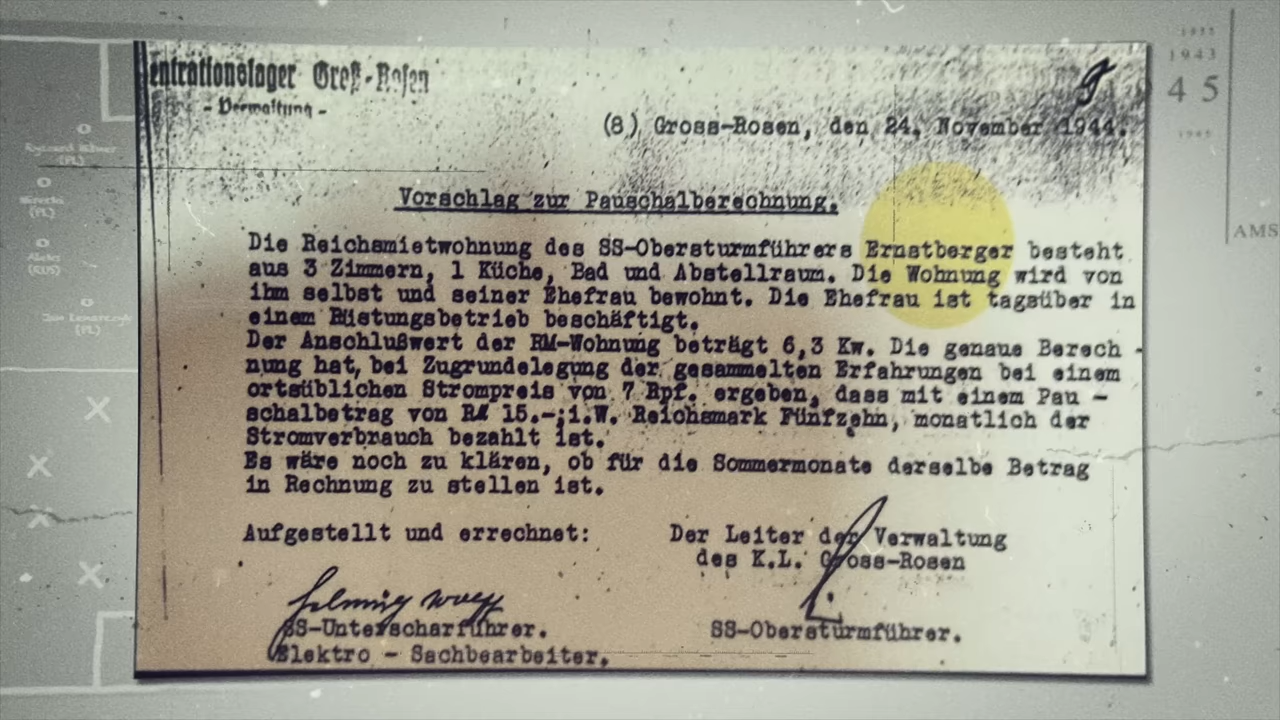 entrationslager Groß-Rosen
- Verwaltung -
(8) Gross-Rosen, den 24. November 1944.
Vorschlag zur Pauschalberechnung.
Die Reichsmietwohnung des SS-Obersturmführers Ernstberger besteht
aus 3 Zimmern, 1 Küche, Bad und Abstellraum. Die Wohnung wird von
ihm selbst und seiner Ehefrau bewohnt. Die Ehefrau ist tagsüber in
einem Rüstungsbetrieb beschäftigt.
Der Anschlußwert der RM-Wohnung beträgt 6,3 Kw. Die genaue Berech -
nung hat, bei Zugrundelegung der gesammelten Erfahrungen bei einem
ortsüblichen Strompreis von 7 Rpf. ergeben, dass mit einem Pau -
schalbetrag von RM 15.-;i.W. Reichsmark Fünfzehn, monatlich der
Stromverbrauch bezahlt ist.
Es wäre noch zu klären, ob für die Sommermonate derselbe Betrag
in Rechnung zu stellen ist.
Aufgestellt und errechnet:
SS-Unterscharführer.
Elektro - Sachbearbeiter.
Der Leiter der Verwaltung
des K.L. Gross-Rosen
SS-Obersturmführer.
(PL)
(PL)
(RUS)
(PL)
1943
45
AMS